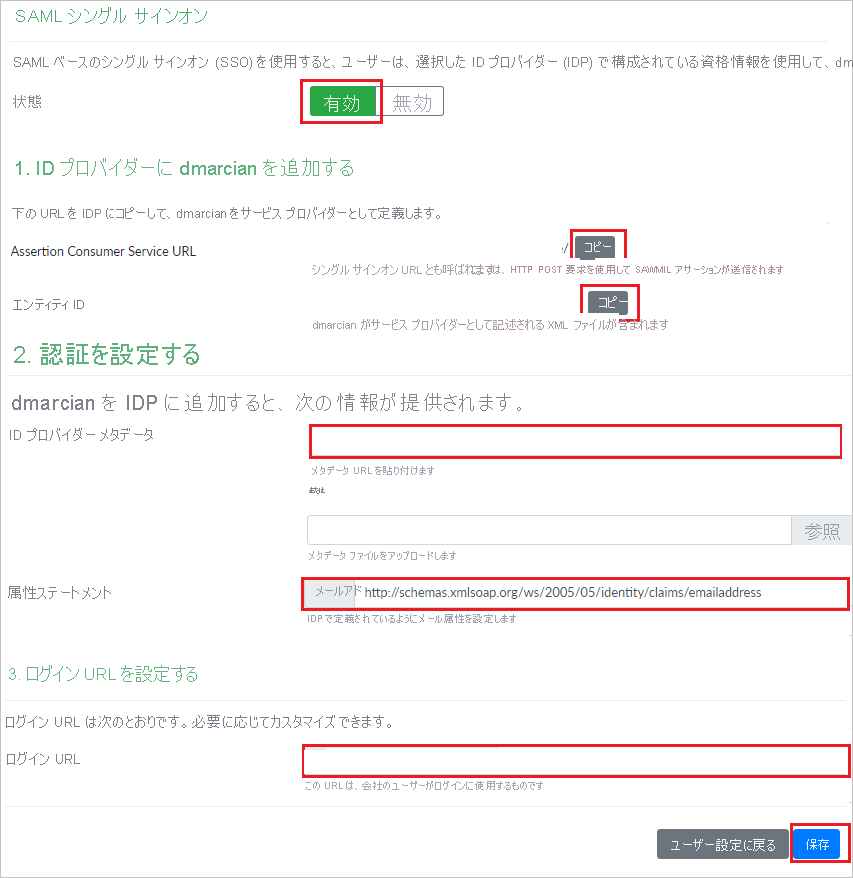 SAML シングル サインオン
SAML ベースのシングル サインオン (SSO) を使用すると、ユーザーは、選択した ID プロバイダー (IDP) で構成されている資格情報を使用して、dm
状態
有効
無効
1. ID プロバイダーに dmarcian を追加する
下の URL を IDP にコピーして、dmarcian をサービス プロバイダーとして定義します。
Assertion Consumer Service URL
/
コピー
シングル サインオン URL とも呼ばれますは、HTTP POST 要求を使用して SAWMIL アサーションが送信されます
エンティティ ID
コピー
dmarcian がサービス プロバイダーとして記述される XML ファイルが含まれます
2. 認証を設定する
dmarcian を IDP に追加すると、次の情報が提供されます。
ID プロバイダー メタデータ
メタデータ URL を貼り付けます
参照
メタデータ ファイルをアップロードします
属性ステートメント
メールアド
http://schemas.xmlsoap.org/ws/2005/05/identity/claims/emailaddress
IDP で定義されているようにメール属性を設定します
3. ログイン URL を設定する
ログイン URL は次のとおりです。必要に応じてカスタマイズできます。
ログイン URL
この URL は、会社のユーザーがログインに使用するものです
ユーザー設定に戻る
保存